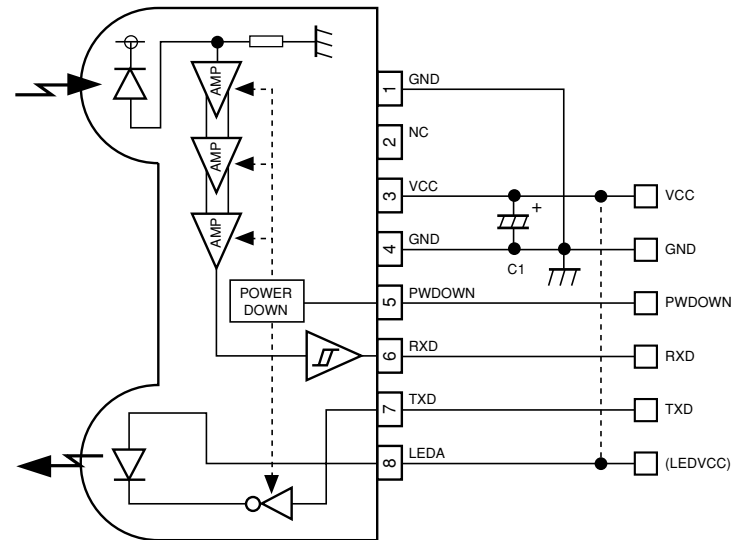 AMP
AMP
AMP
POWER
DOWN
1 GND
2 NC
3 VCC
4 GND
5 PWDOWN
6 RXD
7 TXD
8 LEDA
+
C1
VCC
GND
PWDOWN
RXD
TXD
(LEDVCC)